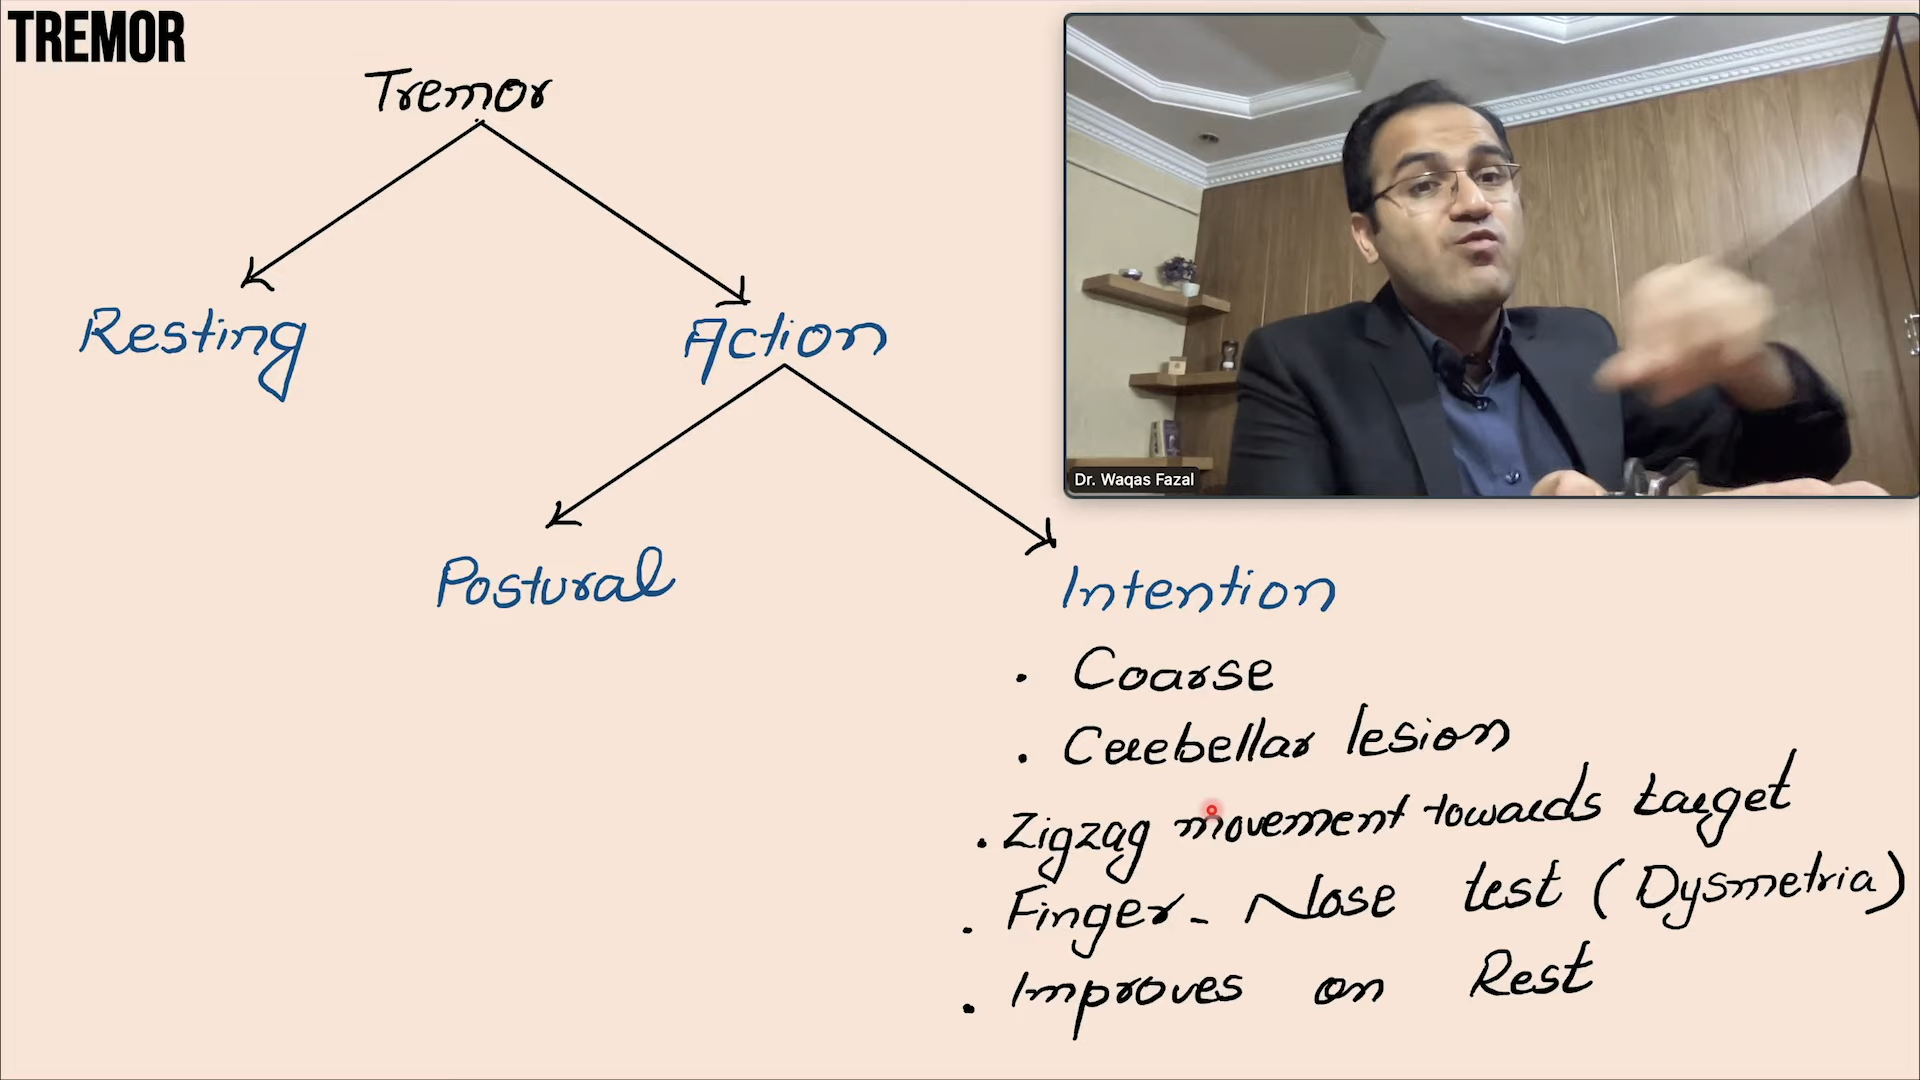 TREMOR
Tremor
Resting
Action
Postural
Intention
. Coarse
. Cerebellar lesion
. Zigzag movement towards target
. Finger - Nose test (Dysmetria)
. Improves on Rest
Dr. Waqas Fazal